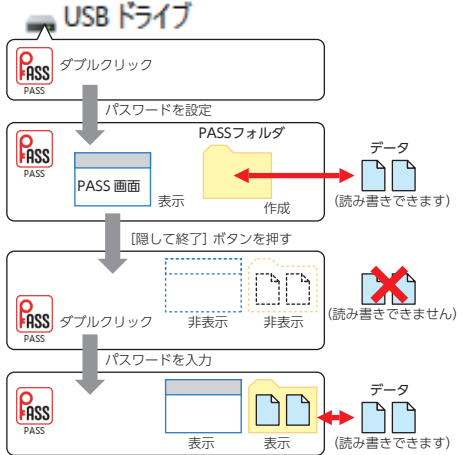 USB ドライブ
PASS
ダブルクリック
PASS
パスワードを設定
PASS
PASS
PASS 画面
表示
PASSフォルダ
作成
データ
(読み書きできます)
[隠して終了] ボタンを押す
PASS
ダブルクリック
PASS
非表示
非表示
(読み書きできません)
パスワードを入力
PASS
PASS
表示
表示
データ
(読み書きできます)